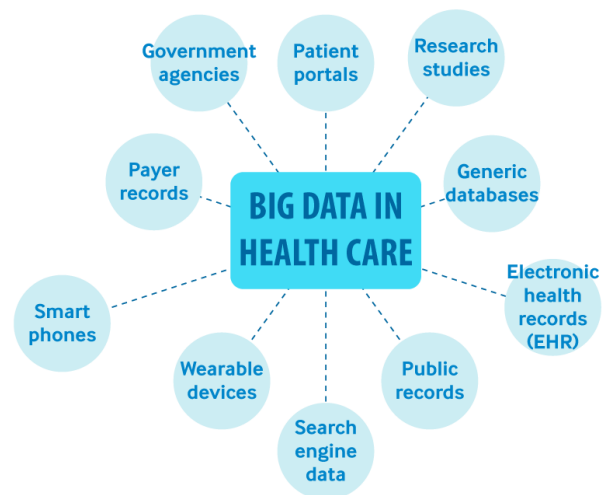 Government
agencies
Patient
portals
Research
studies
Payer
records
BIG DATA IN
HEALTH CARE
Generic
databases
Smart
phones
Electronic
health
records
(EHR)
Wearable
devices
Public
records
Search
engine
data